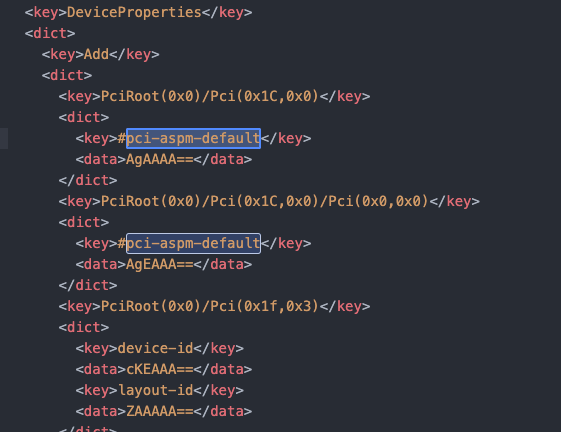 <key>DeviceProperties</key>
<dict>
<key>Add</key>
<dict>
<key>PciRoot(0x0)/Pci(0x1C,0x0)</key>
<dict>
<key>#pci-aspm-default</key>
<data>AgAAAA==</data>
</dict>
<key>PciRoot(0x0)/Pci(0x1C,0x0)/Pci(0x0,0x0)</key>
<dict>
<key>#pci-aspm-default</key>
<data>AgEAAA==</data>
</dict>
<key>PciRoot(0x0)/Pci(0x1f,0x3)</key>
<dict>
<key>device-id</key>
<data>cKEAAA==</data>
<key>layout-id</key>
<data>ZAAAAA==</data>
</dict>